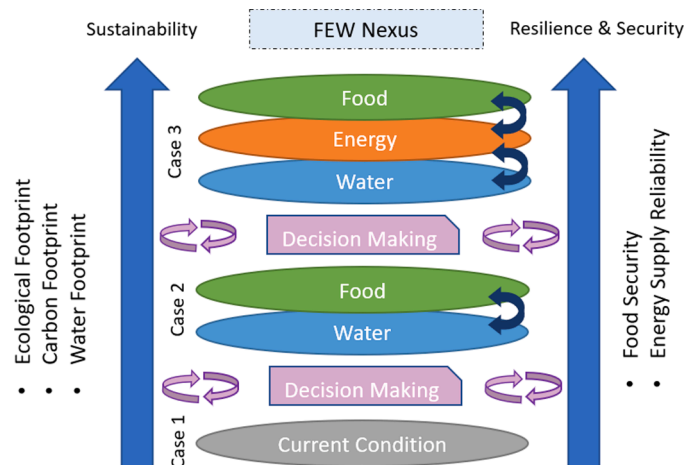 Sustainability
FEW Nexus
Resilience & Security
Case 3
Food
Energy
Water
Decision Making
Case 2
Food
Water
Decision Making
Case 1
Current Condition
• Ecological Footprint
• Carbon Footprint
• Water Footprint
• Food Security
• Energy Supply Reliability